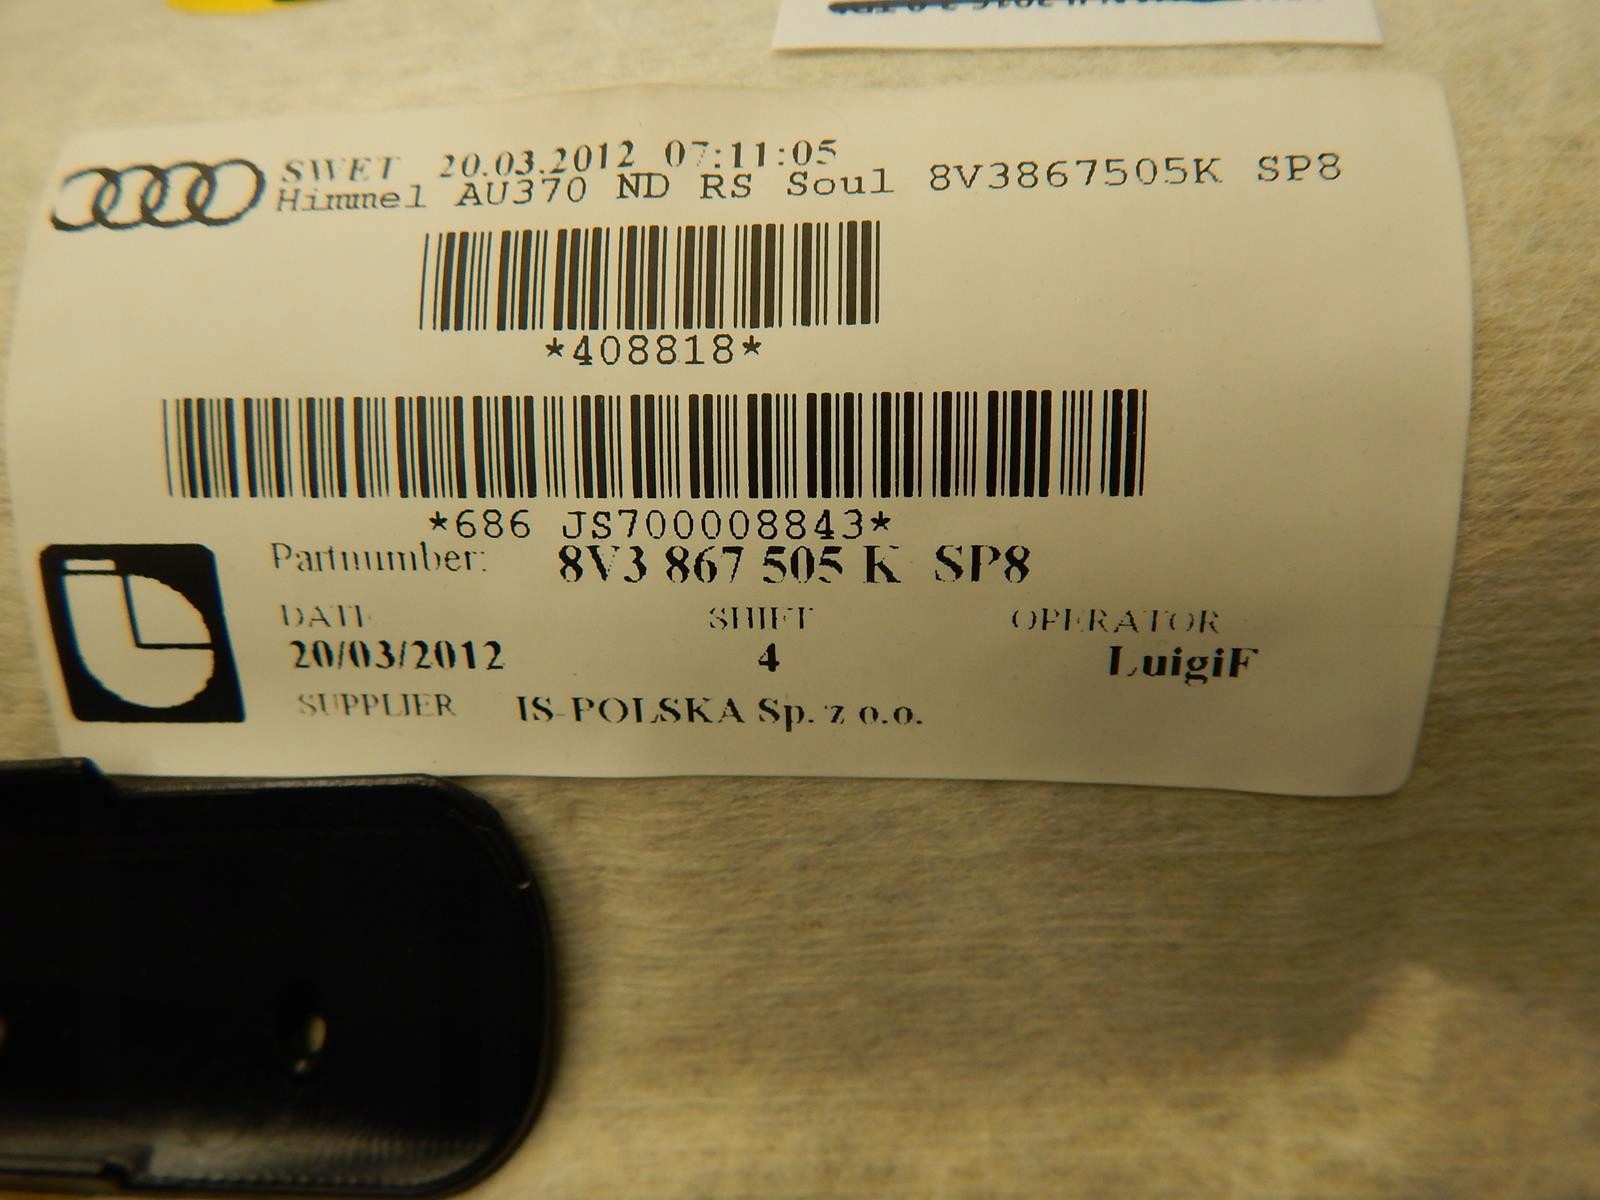 SWET 20.03.2012 07:11:05
Himmel AU370 ND RS Soul 8V3867505K SP8
*408818*
*686 JS700008843*
Partnumber: 8V3 867 505 K SP8
DATE SHIFT OPERATOR
20/03/2012 4 LuigiF
SUPPLIER IS-POLSKA Sp. z o.o.